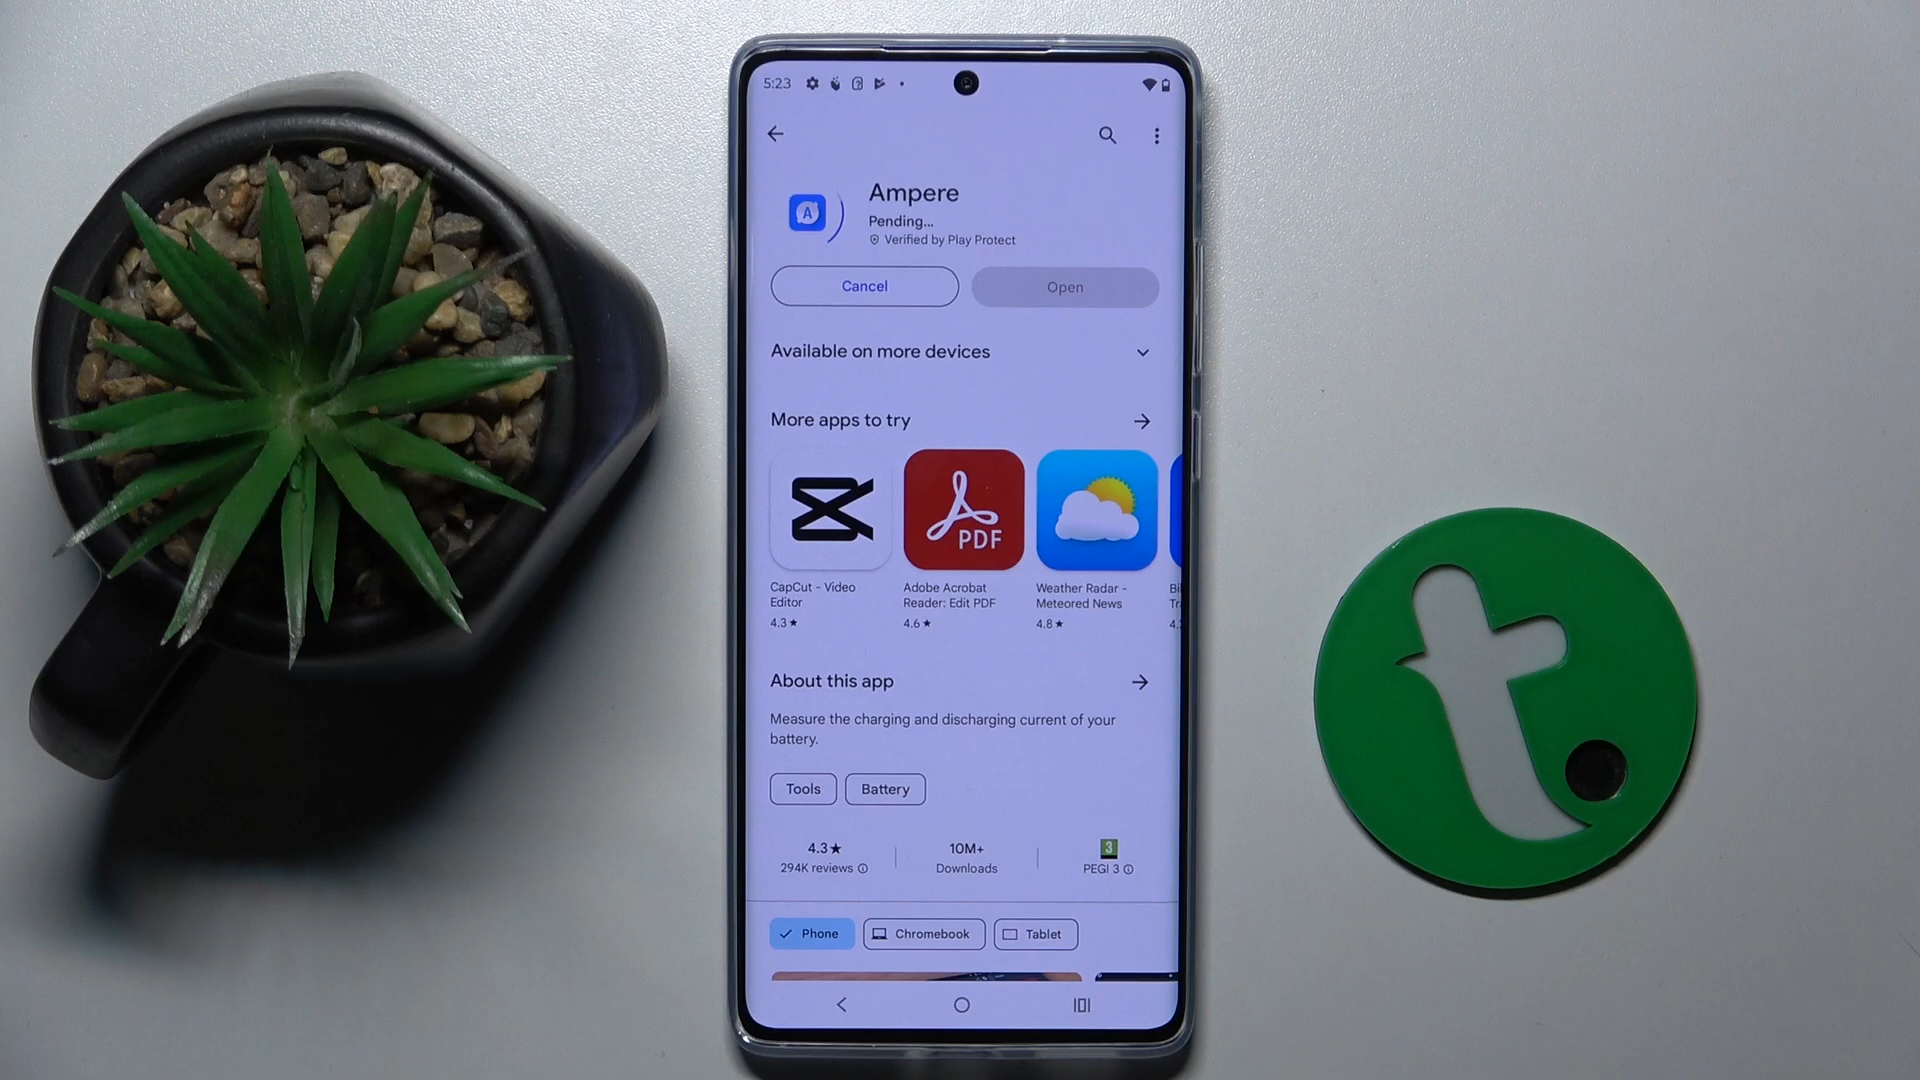 5:23
Ampere
Pending...
Verified by Play Protect
Cancel
Open
Available on more devices
More apps to try
PDF
CapCut - Video
Editor
4.3★
Adobe Acrobat
Reader: Edit PDF
4.6★
Weather Radar -
Meteored News
4.8★
About this app
Measure the charging and discharging current of your
battery.
Tools
Battery
4.3★
294K reviews
10M+
Downloads
3
PEGI 3
Phone
Chromebook
Tablet
t.